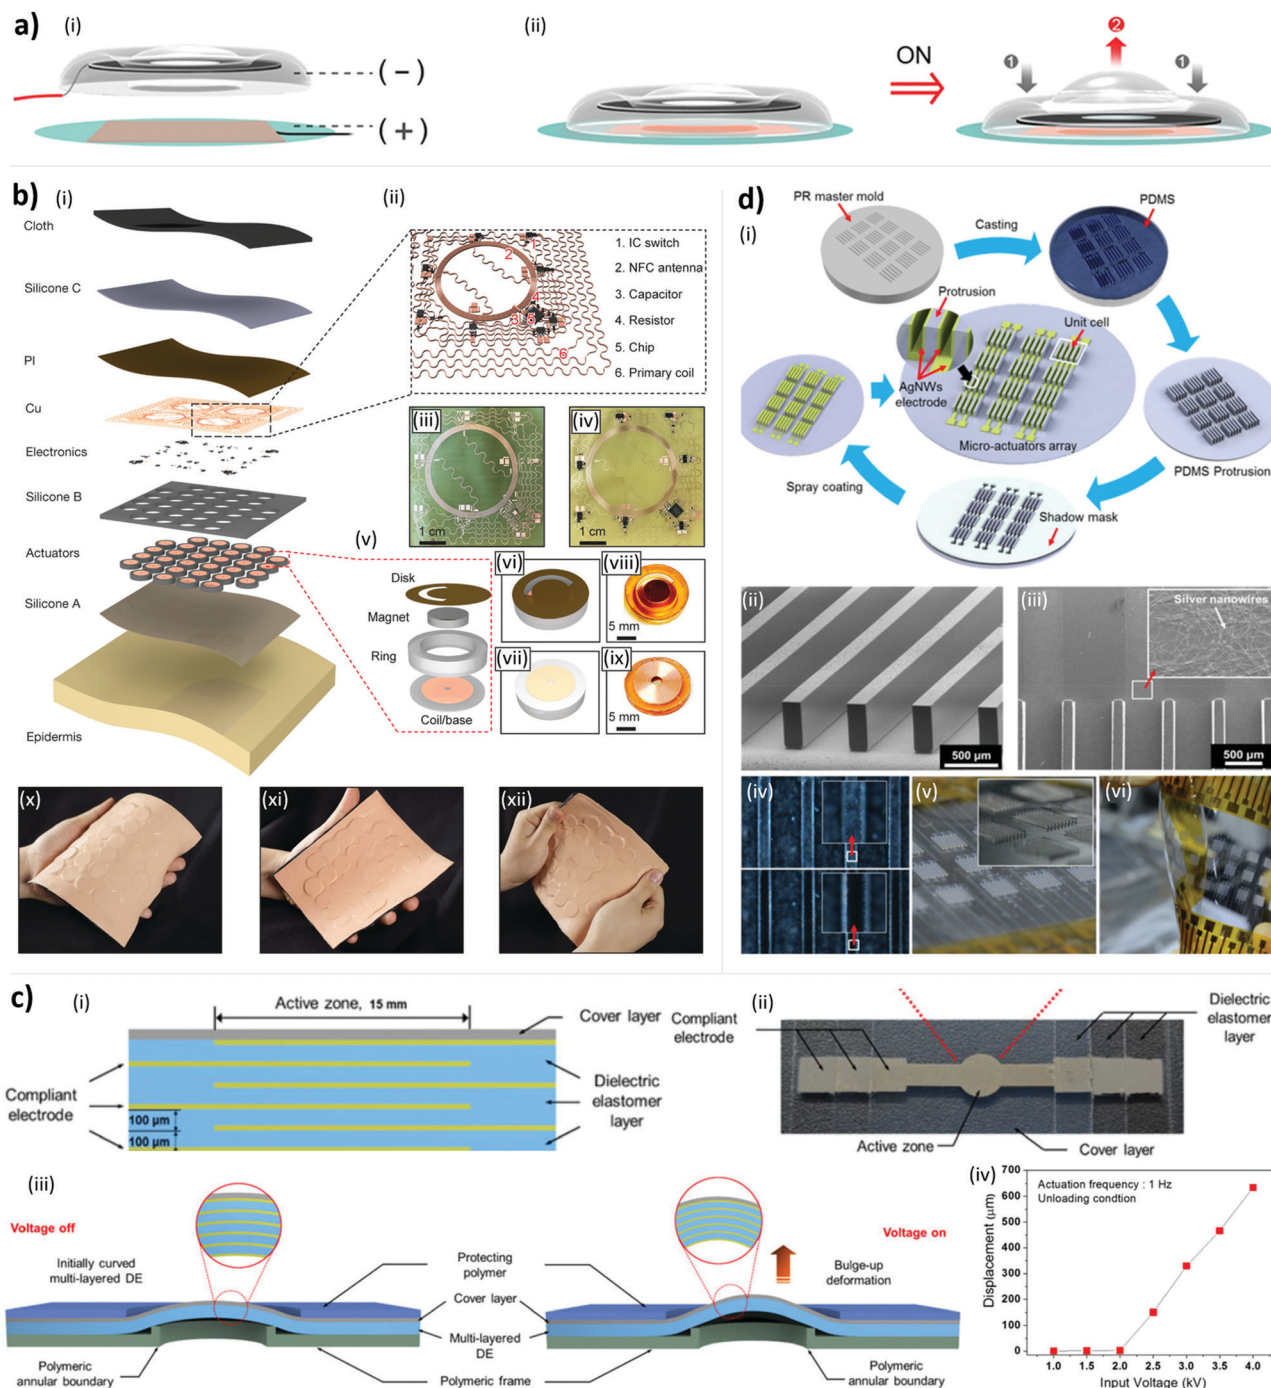 a)
(i)
(−)
(+)
(ii)
ON
1
2
1
b)
(i)
Cloth
Silicone C
PI
Cu
Electronics
Silicone B
Actuators
Silicone A
Epidermis
(ii)
1
2
3
4
5
6
1. IC switch
2. NFC antenna
3. Capacitor
4. Resistor
5. Chip
6. Primary coil
(iii)
1 cm
(iv)
1 cm
(v)
Disk
Magnet
Ring
Coil/base
(vi)
(vii)
(viii)
5 mm
(ix)
5 mm
(x)
(xi)
(xii)
d)
(i)
PR master mold
Casting
PDMS
Protrusion
Unit cell
AgNWs
electrode
Micro-actuators array
PDMS Protrusion
Spray coating
Shadow mask
(ii)
500 μm
(iii)
Silver nanowires
500 μm
(iv)
(v)
(vi)
c)
(i)
Active zone, 15 mm
Cover layer
Compliant
electrode
100 μm
100 μm
Dielectric
elastomer
layer
(ii)
Compliant
electrode
Dielectric
elastomer
layer
Active zone
Cover layer
(iii)
Voltage off
Initially curved
multi-layered DE
Protecting
polymer
Cover layer
Multi-layered
DE
Polymeric
annular boundary
Polymeric frame
Voltage on
Bulge-up
deformation
Polymeric
annular boundary
(iv)
Actuation frequency : 1 Hz
Unloading condtion
Displacement (μm)
700
600
500
400
300
200
150
0
1.0 1.5 2.0 2.5 3.0 3.5 4.0
Input Voltage (kV)